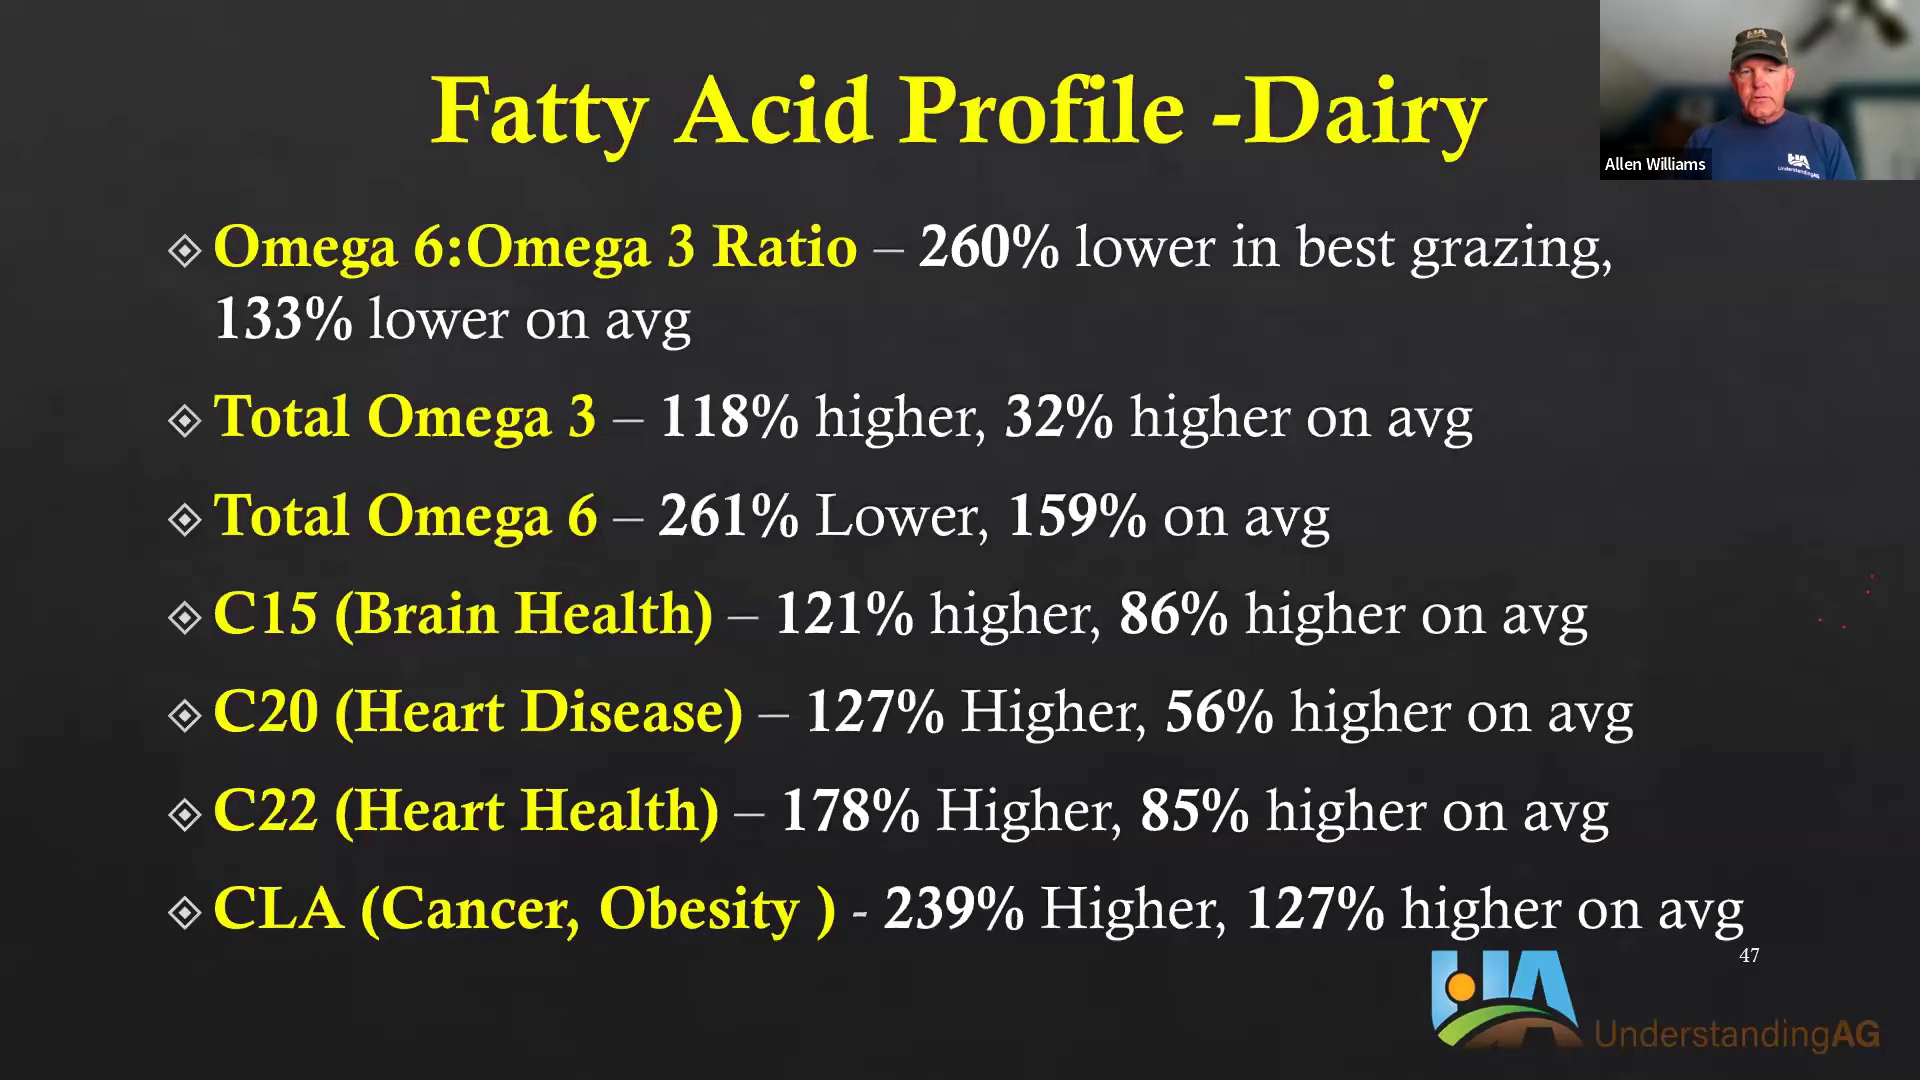 Fatty Acid Profile -Dairy
Allen Williams
UnderstandingAG
Omega 6:Omega 3 Ratio – 260% lower in best grazing,
133% lower on avg
Total Omega 3 – 118% higher, 32% higher on avg
Total Omega 6 – 261% Lower, 159% on avg
C15 (Brain Health) – 121% higher, 86% higher on avg
C20 (Heart Disease) – 127% Higher, 56% higher on avg
C22 (Heart Health) – 178% Higher, 85% higher on avg
CLA (Cancer, Obesity ) - 239% Higher, 127% higher on avg
47
UA
UnderstandingAG